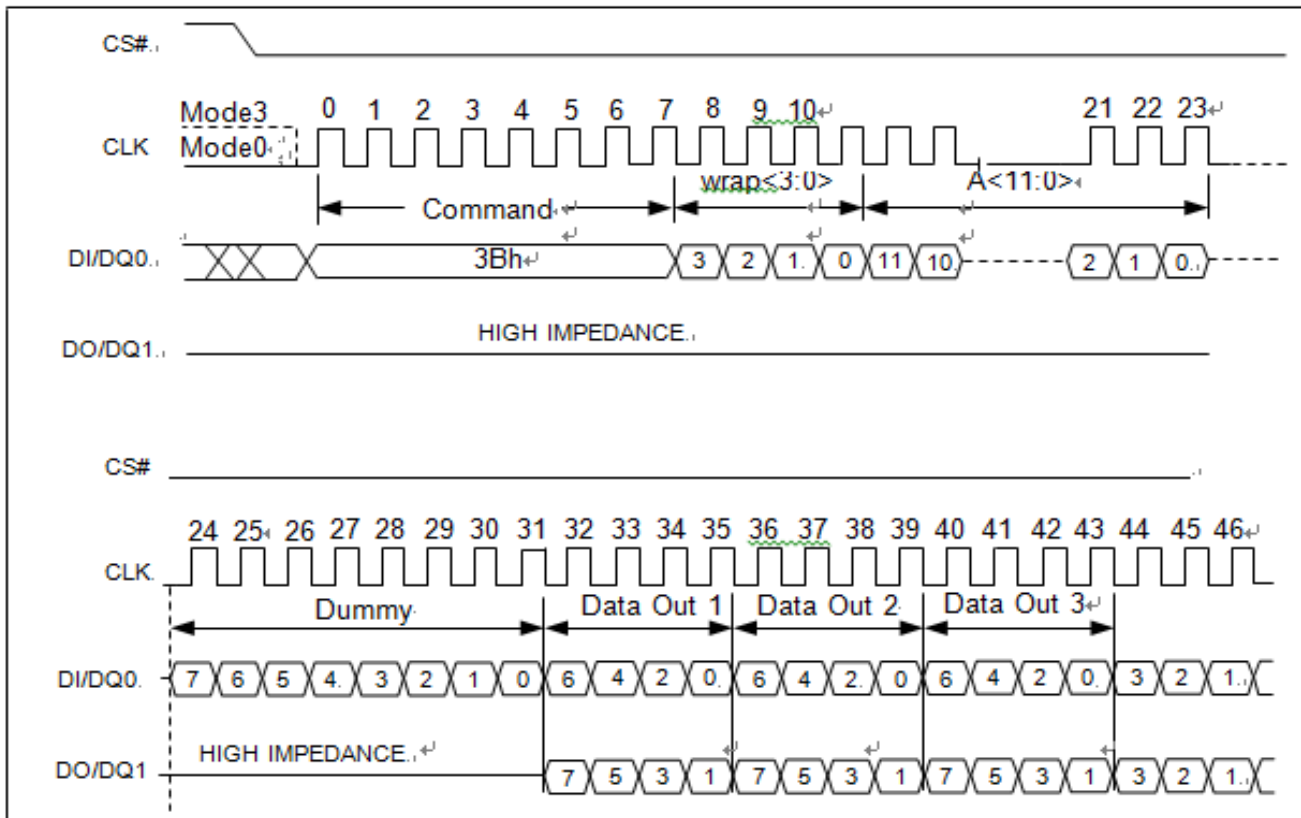 CS#
Mode3 0 1 2 3 4 5 6 7 8 9 10 21 22 23
CLK Mode0
wrap<3:0> A<11:0>
Command
DI/DQ0. 3Bh 3 2 1. 0 11 10. 2 1 0.
HIGH IMPEDANCE.
DO/DQ1.
CS#
24 25 26 27 28 29 30 31 32 33 34 35 36 37 38 39 40 41 42 43 44 45 46
CLK.
Dummy Data Out 1 Data Out 2 Data Out 3
DI/DQ0. 7 6 5 4. 3 2 1 0 6 4 2 0. 6 4 2. 0 6 4 2 0. 3 2 1.
HIGH IMPEDANCE.
DO/DQ1 7 5 3 1 7 5 3 1 7 5 3 1 3 2 1.